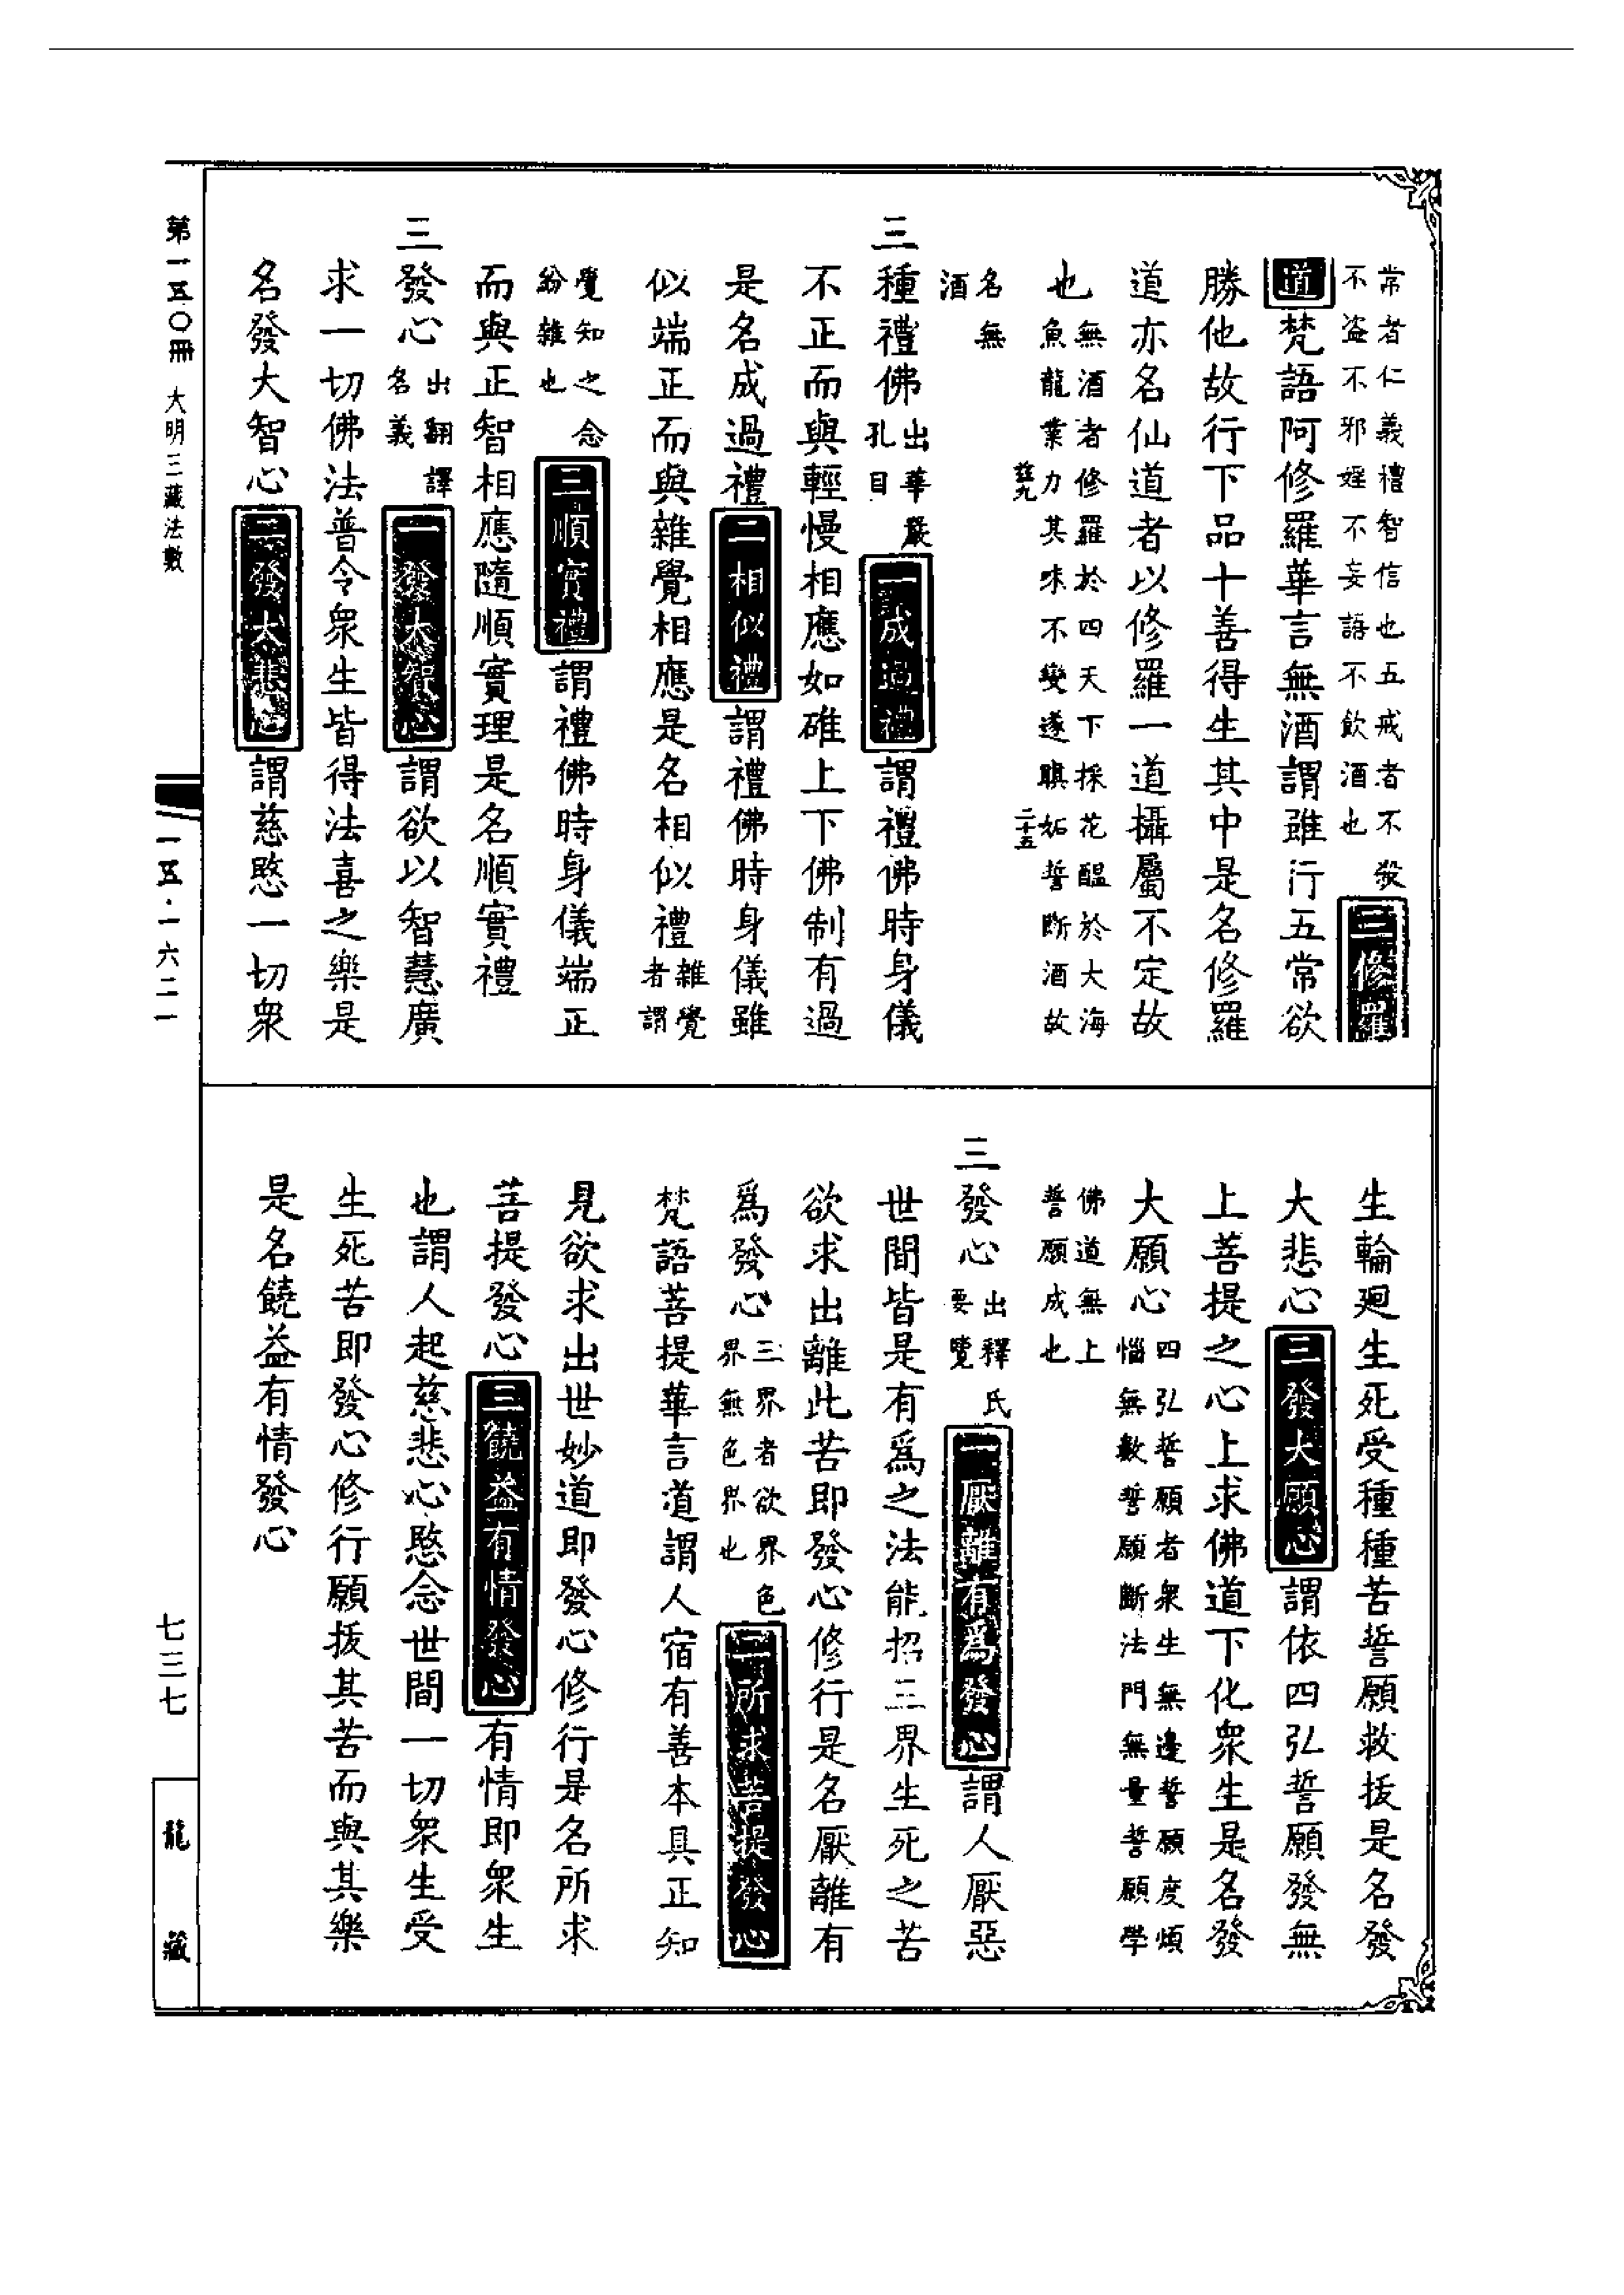 常者仁義禮智信也五戒者不殺
不盜不邪婬不妄語不飲酒也
三修羅
道梵語阿修羅華言無酒謂雖行五常欲
勝他故行下品十善得生其中是名修羅
道亦名仙道者以修羅一道道攝屬不定故
也
無酒者修羅於四天下採花醞於大海
魚龍業力其味不變遂瞋妬誓斷酒故
茲九
二十五
名無
酒
三種禮佛
出華嚴
孔目
一我過禮謂禮佛時身儀
不正而與輕慢相應如碓上下佛制有過
是名成過禮二相似禮謂禮佛時身儀雖
似端正而與雜覺相應是名相似禮
雜覺
者謂
覺知之念
紛雜也
三順實禮謂禮佛時身儀端正
而與正智相應隨順實理是名順實禮
三發心
出翻譯
名義
一發大智心謂欲以智慧廣
求一切佛法普令衆生皆得法喜之樂是
名發大智心二發大悲心謂慈愍一切衆
生輪廻生死受種種苦誓願救拔是名發
大悲心三發大願心謂依四弘誓願發無
上菩提之心上求佛道下化衆生是名發
大願心
四弘誓願者衆生無邊誓願度煩
惱無數誓願斷法門無量誓願學
佛道無上
誓願成也
三發心
出釋氏
要覽
一厭離有爲發心謂人厭惡
世間皆是有爲之法能招三界生死之苦
欲求出離此苦即發心修行是名厭離有
爲發心
三界者欲界色
界無色界也
二所求菩提發心
梵語菩提華言道謂人宿有善本具正知
見欲求出世妙道即發心修行是名所求
菩提發心三饒益有情發心有情即衆生
也謂人起慈悲心愍念世間一切衆生受
生死苦即發心修行願拔其苦而與其樂
是名饒益有情發心
第一五〇冊 大明三藏法數
一五·一六二一
七三七
龍藏